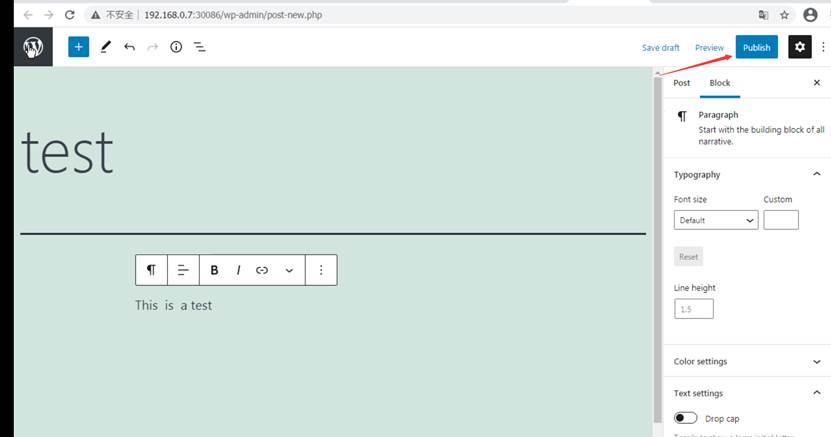 不安全 192.168.0.7:30086/wp-admin/post-new.php
Save draft Preview Publish
Post Block
test
Paragraph
Start with the building block of all
narrative.
Typography
Font size Custom
Default
Reset
B I
This is a test
Line height
1.5
Color settings
Text settings
Drop cap